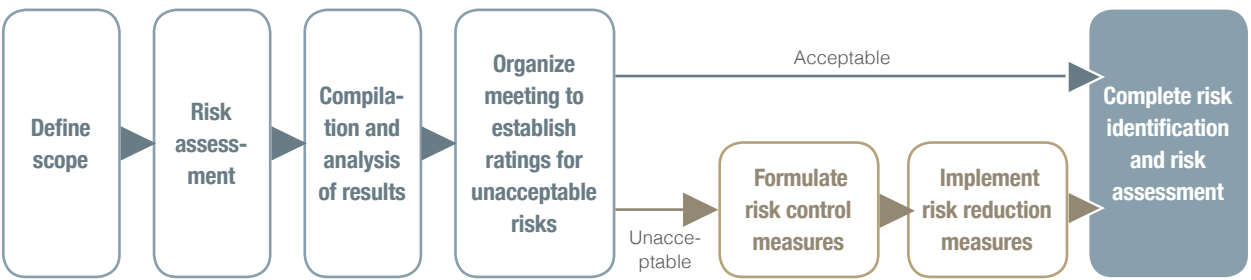 Define
scope
Risk
assess-
ment
Compila-
tion and
analysis
of results
Organize
meeting to
establish
ratings for
unacceptable
risks
Acceptable
Unacce-
ptable
Formulate
risk control
measures
Implement
risk reduction
measures
Complete risk
identification
and risk
assessment